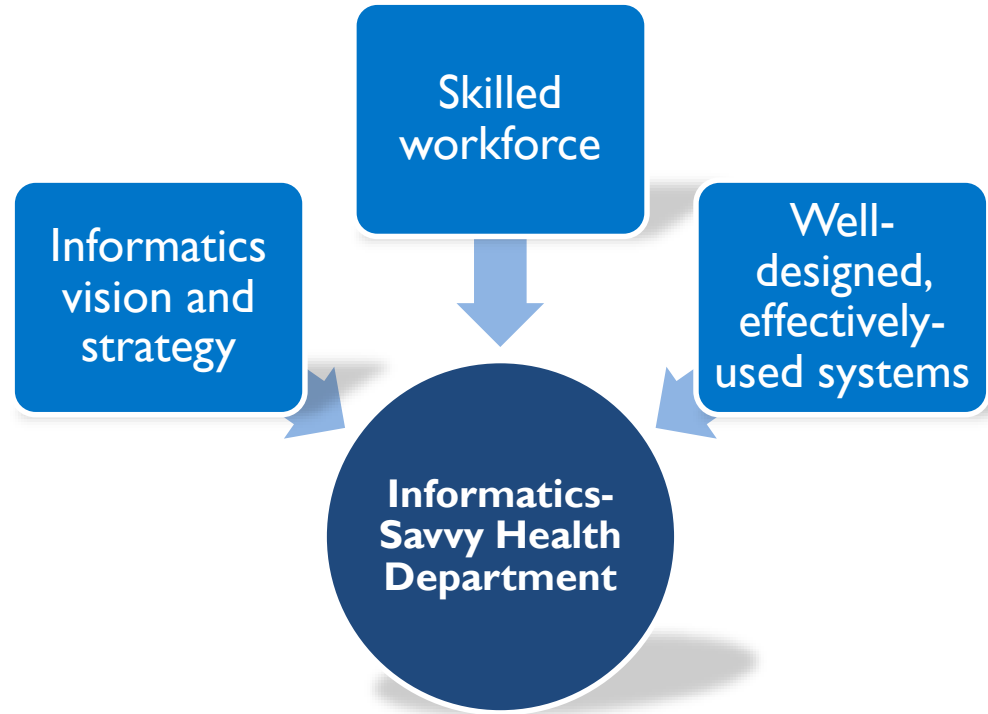 Skilled
workforce
Informatics
vision and
strategy
Well-
designed,
effectively-
used systems
Informatics-
Savvy Health
Department